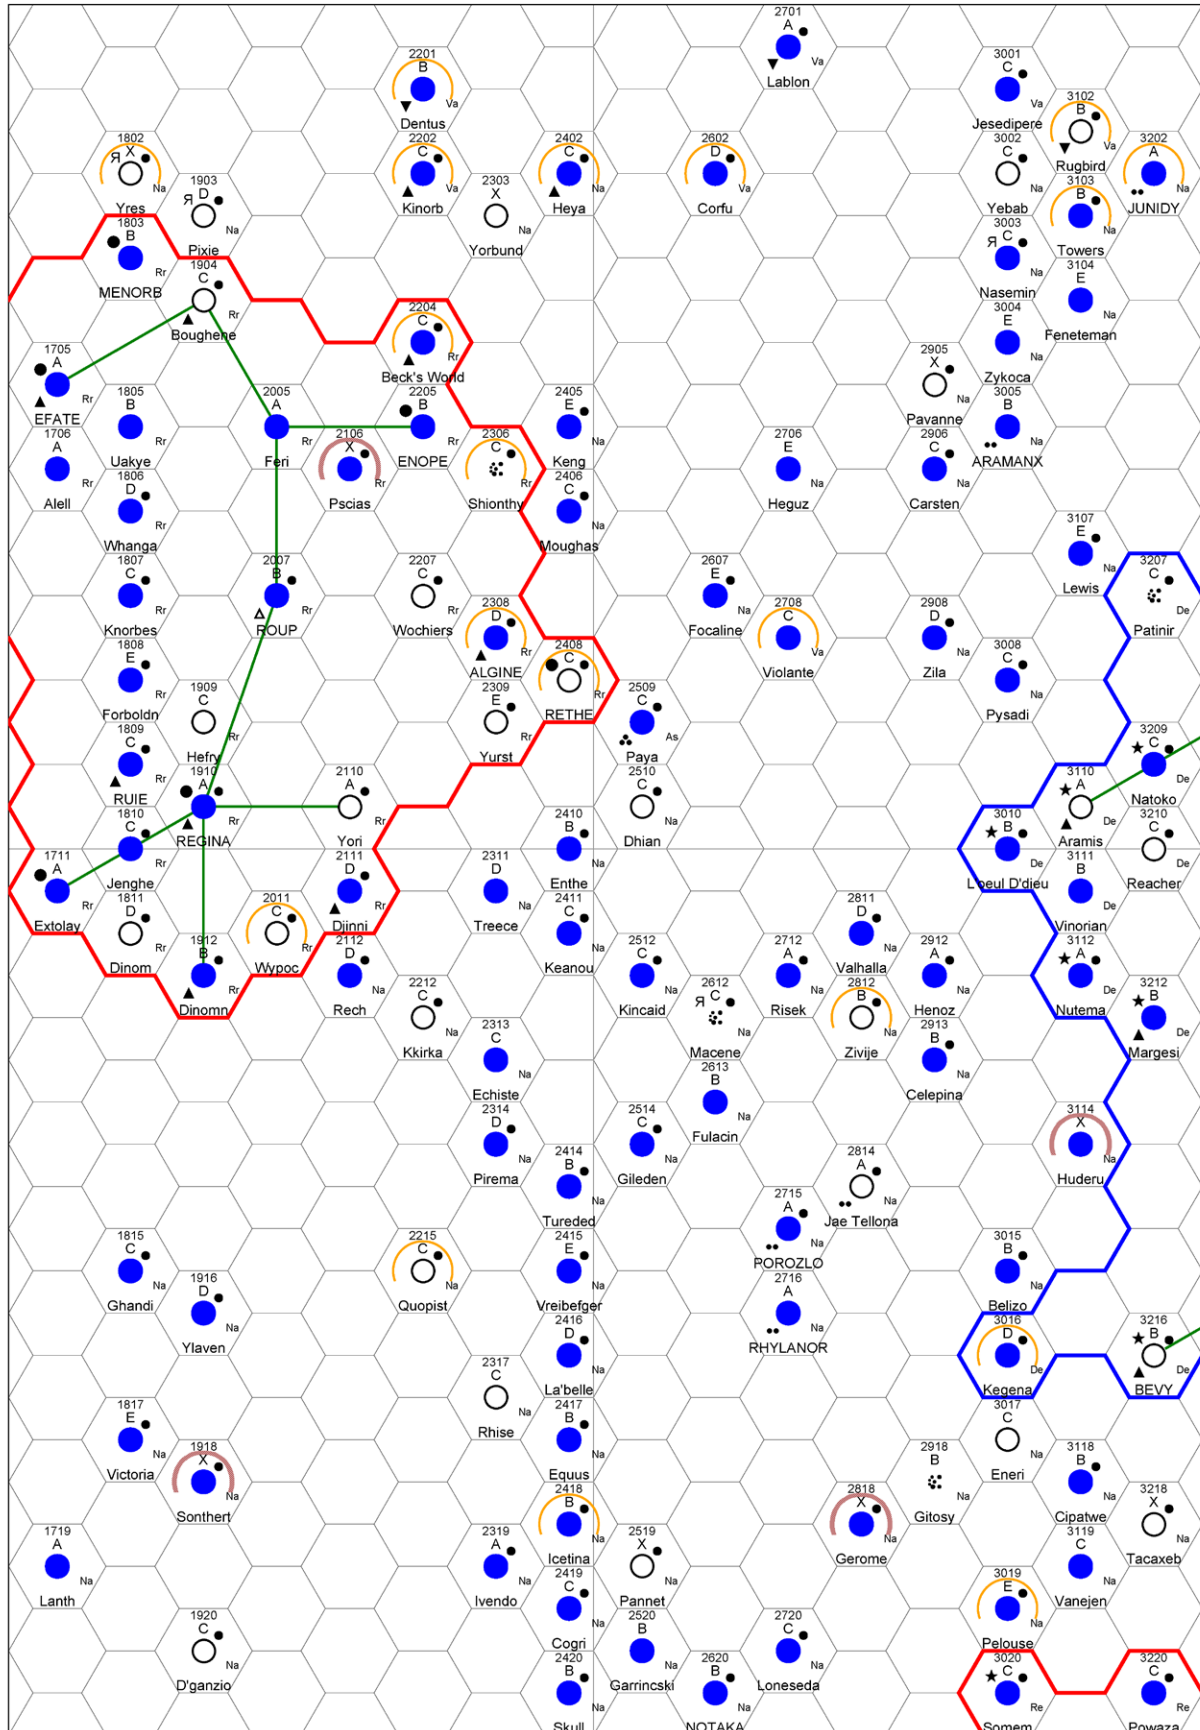 2701
A
Va
Lablon
2201
B
Va
Dentus
3001
C
Va
Jesedipere
3102
B
Va
Rugbird
1802
Я X
Na
Yres
1903
Я D
Na
Pixie
2202
C
Va
Kinorb
2303
X
Na
Yorbund
2402
C
Na
Heya
2602
D
Va
Corfu
3002
C
Na
Yebab
3202
A
Na
JUNIDY
3103
B
Na
Towers
1803
B
Rr
MENORB
1904
C
Rr
Boughene
3003
Я C
Na
Nasemin
3104
E
Na
Feneteman
2204
C
Rr
Beck's World
3004
E
Na
Zykoca
1705
A
Rr
EFATE
1805
B
Rr
Uakye
2005
A
Rr
Feri
2205
B
Rr
ENOPE
2405
E
Na
Keng
2905
X
Na
Pavanne
3005
B
Na
ARAMANX
1706
A
Rr
Alell
2106
X
Rr
Pscias
2306
C
Rr
Shionthy
2706
E
Na
Heguz
2906
C
Na
Carsten
1806
D
Rr
Whanga
2406
C
Na
Moughas
3107
E
Na
Lewis
1807
C
Rr
Knorbes
2007
B
Rr
ROUP
2207
C
Rr
Wochiers
2607
E
Na
Focaline
3207
C
De
Patinir
2308
D
Rr
ALGINE
2708
C
Va
Violante
2908
D
Na
Zila
1808
E
Rr
Forboldn
2408
C
Rr
RETHE
3008
C
Na
Pysadi
1909
C
Rr
Hefry
2309
E
Rr
Yurst
2509
C
As
Paya
1809
C
Rr
RUIE
3209
C
De
Natoko
1910
A
Rr
REGINA
2110
A
Rr
Yori
2510
C
Na
Dhian
3110
A
De
Aramis
1810
C
Rr
Jenghe
2410
B
Na
Enthe
3010
B
De
L'oeul D'dieu
3210
C
De
Reacher
1711
A
Rr
Extolay
2111
D
Rr
Djinni
2311
D
Na
Treece
3111
B
De
Vinorian
1811
D
Rr
Dinom
2011
C
Rr
Wypoc
2411
C
Na
Keanou
2811
D
Na
Valhalla
1912
B
Rr
Dinomn
2112
D
Na
Rech
2512
C
Na
Kincaid
2712
A
Na
Risek
2912
A
Na
Henoz
3112
A
De
Nutema
2212
C
Na
Kkirka
2612
Я C
Na
Macene
2812
B
Na
Zivije
3212
B
De
Margesi
2313
C
Na
Echiste
2913
B
Na
Celepina
2613
B
Na
Fulacin
2314
D
Na
Pirema
2514
C
Na
Gileden
3114
X
Na
Huderu
2414
B
Na
Tureded
2814
A
Na
Jae Tellona
2715
A
Na
POROZLO
1815
C
Na
Ghandi
2215
C
Na
Quopist
2415
E
Na
Vreibefger
3015
B
Na
Belizo
1916
D
Na
Ylaven
2716
A
Na
RHYLANOR
2416
D
Na
La'belle
3016
D
De
Kegena
3216
B
De
BEVY
2317
C
Na
Rhise
3017
C
Na
Eneri
1817
E
Na
Victoria
2417
B
Na
Equus
1918
X
Na
Sonthert
2918
B
Na
Gitosy
3118
B
Na
Cipatwe
2418
B
Na
Icetina
2818
X
Na
Gerome
3218
X
Na
Tacaxeb
1719
A
Na
Lanth
2319
A
Na
Ivendo
2519
X
Na
Pannet
3119
C
Na
Vanejen
2419
C
Na
Cogri
3019
E
Na
Pelouse
1920
C
Na
D'ganzio
2520
B
Na
Garrincski
2720
C
Na
Loneseda
2420
B
Na
Skull
2620
B
Na
NOTAKA
3020
C
Re
Somem
3220
C
Re
Powaza